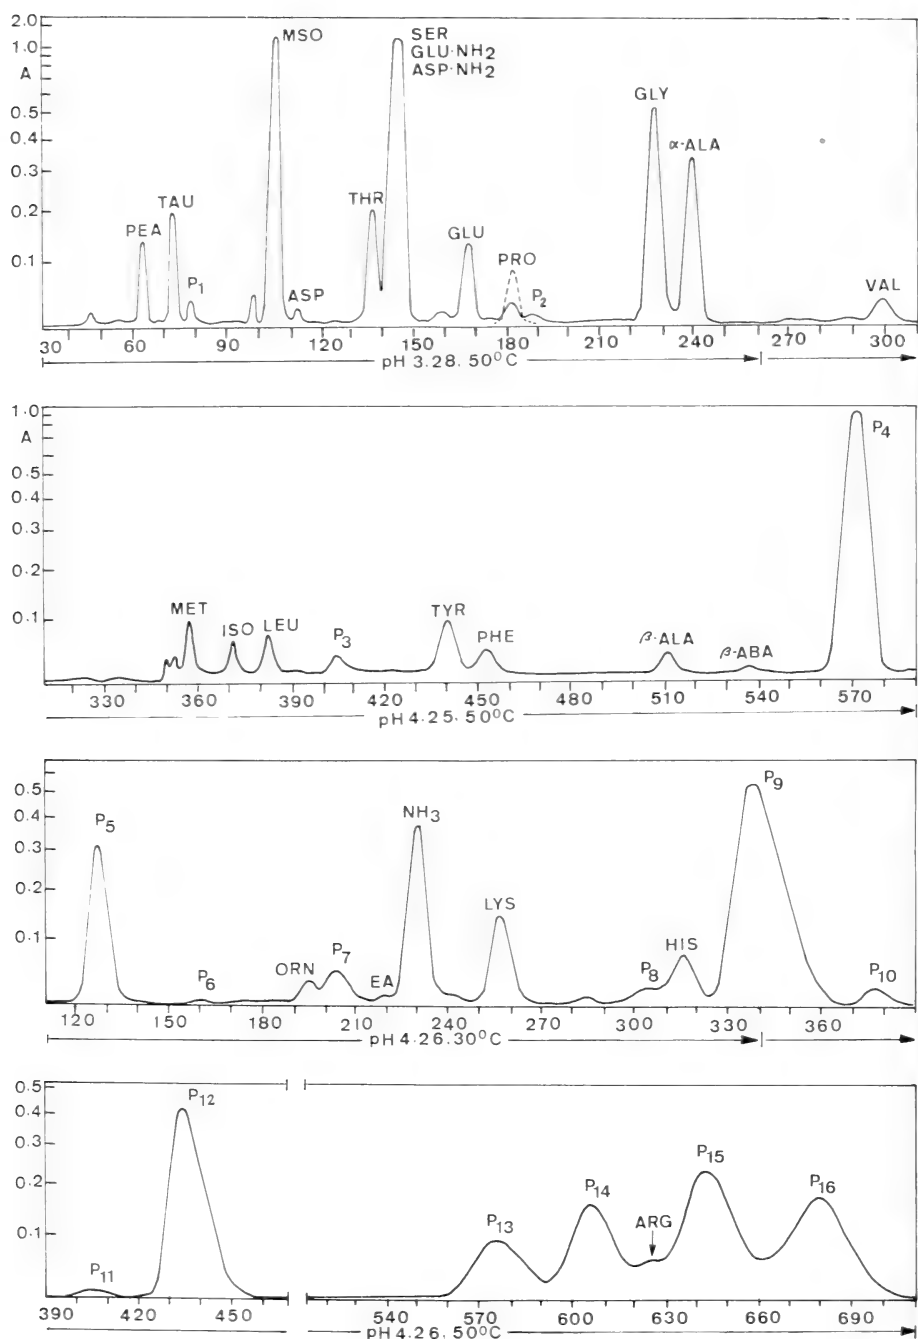 2.0
1.0
A
0.5
0.4
0.3
0.2
0.1
MSO
SER
GLU·NH2
ASP·NH2
GLY
α-ALA
TAU
PEA
P1
THR
GLU
PRO
P2
ASP
VAL
30 60 90 120 150 180 210 240 270 300
pH 3.28, 50°C
1.0
A
0.5
0.4
0.3
0.2
0.1
P4
MET
ISO
LEU
P3
TYR
PHE
β-ALA
β-ABA
330 360 390 420 450 480 510 540 570
pH 4.25, 50°C
0.5
0.4
0.3
0.2
0.1
P5
P6
ORN
P7
EA
NH3
LYS
P8
HIS
P9
P10
120 150 180 210 240 270 300 330 360
pH 4.26, 30°C
0.5
0.4
0.3
0.2
0.1
P11
P12
P13
P14
ARG
P15
P16
390 420 450 540 570 600 630 660 690
pH 4.26, 50°C